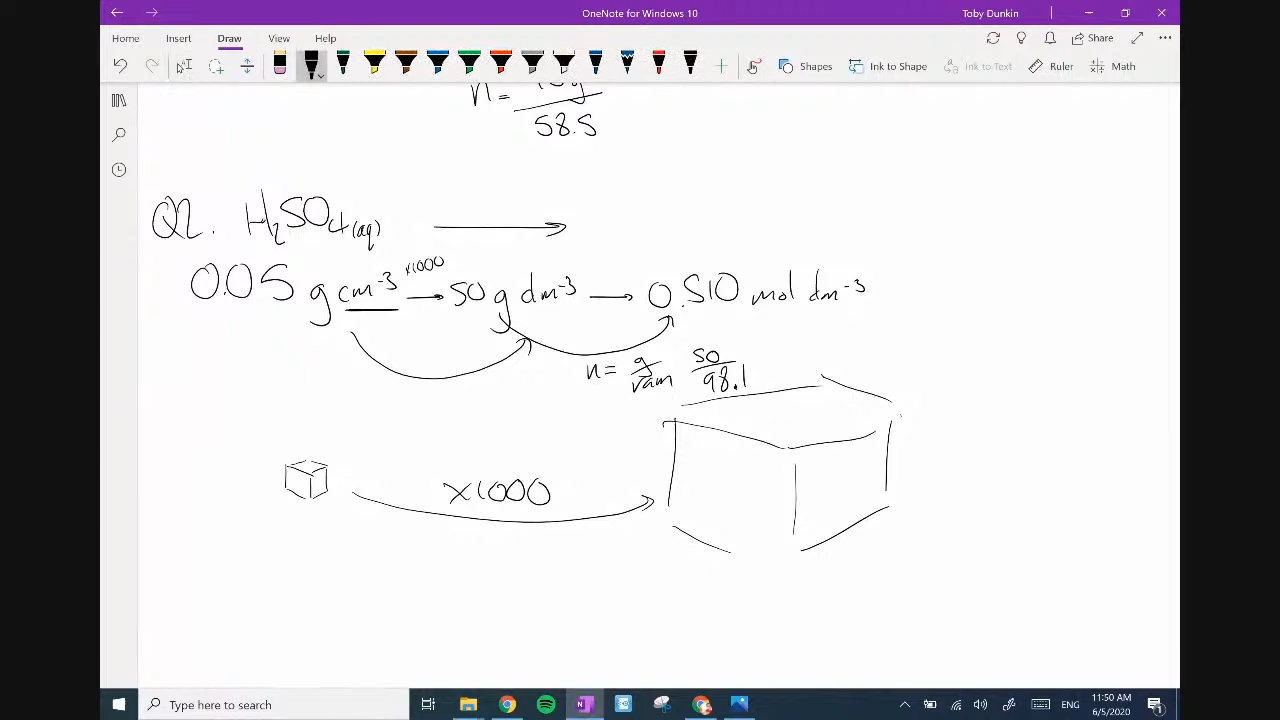 OneNote for Windows 10
Toby Dunkin
Home Insert Draw View Help
Share
Shapes Ink to Shape Ink to Text Ruler Math
n =
58.5
Q2. H₂SO₄(aq)
0.05 g cm⁻³ ×1000 50 g dm⁻³ 0.510 mol dm⁻³
n = g/ram 50/98.1
×1000
Type here to search
ENG
11:50 AM
6/5/2020
1